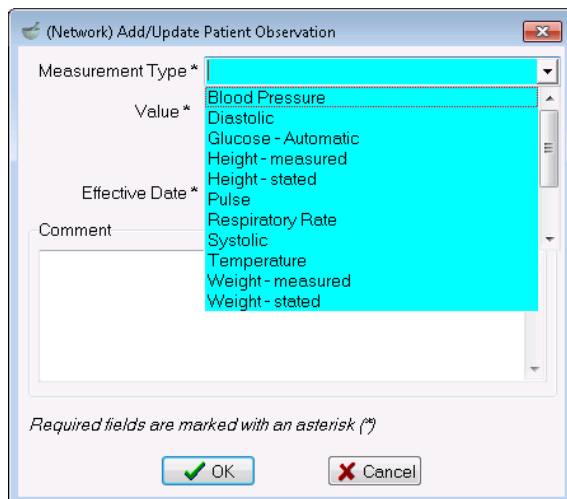 (Network) Add/Update Patient Observation
Measurement Type *
Value *
Blood Pressure
Diastolic
Glucose - Automatic
Height - measured
Height - stated
Effective Date *
Pulse
Respiratory Rate
Comment
Systolic
Temperature
Weight - measured
Weight - stated
Required fields are marked with an asterisk (*)
OK
Cancel